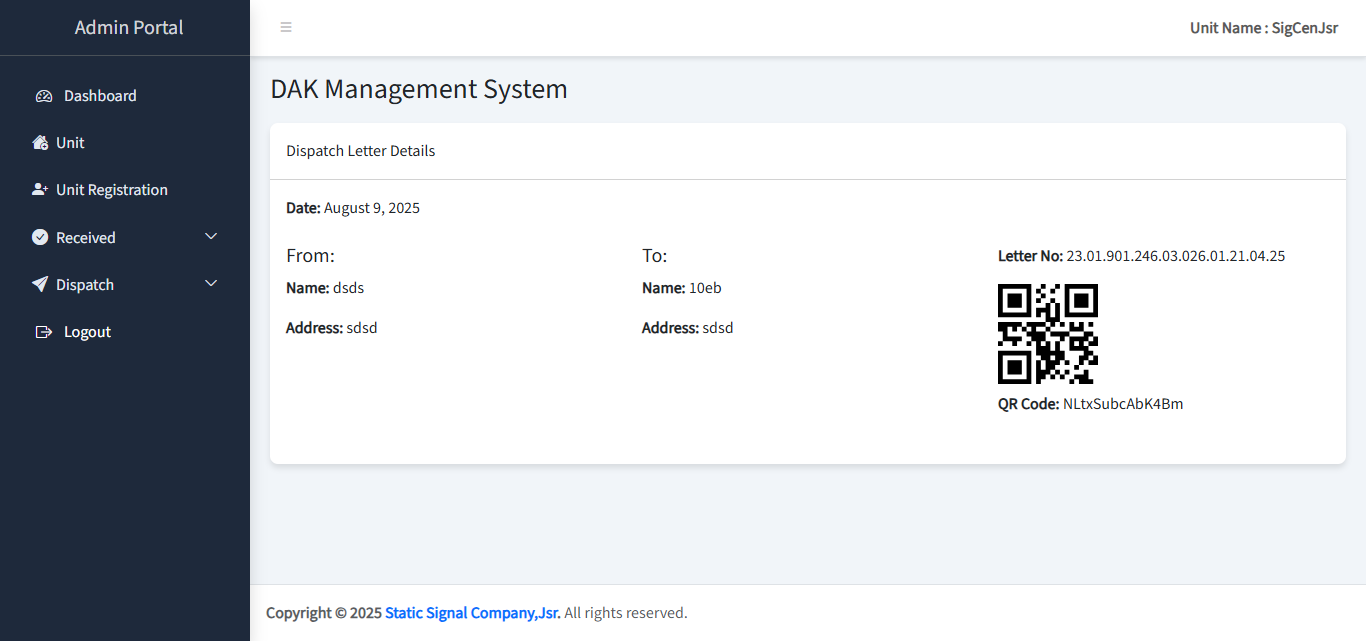 Admin Portal
Unit Name : SigCenJsr
Dashboard
Unit
Unit Registration
Received
Dispatch
Logout
DAK Management System
Dispatch Letter Details
Date: August 9, 2025
From:
Name: dsds
Address: sdsd
To:
Name: 10eb
Address: sdsd
Letter No: 23.01.901.246.03.026.01.21.04.25
QR Code: NLtxSubcAbK4Bm
Copyright © 2025 Static Signal Company,Jsr. All rights reserved.